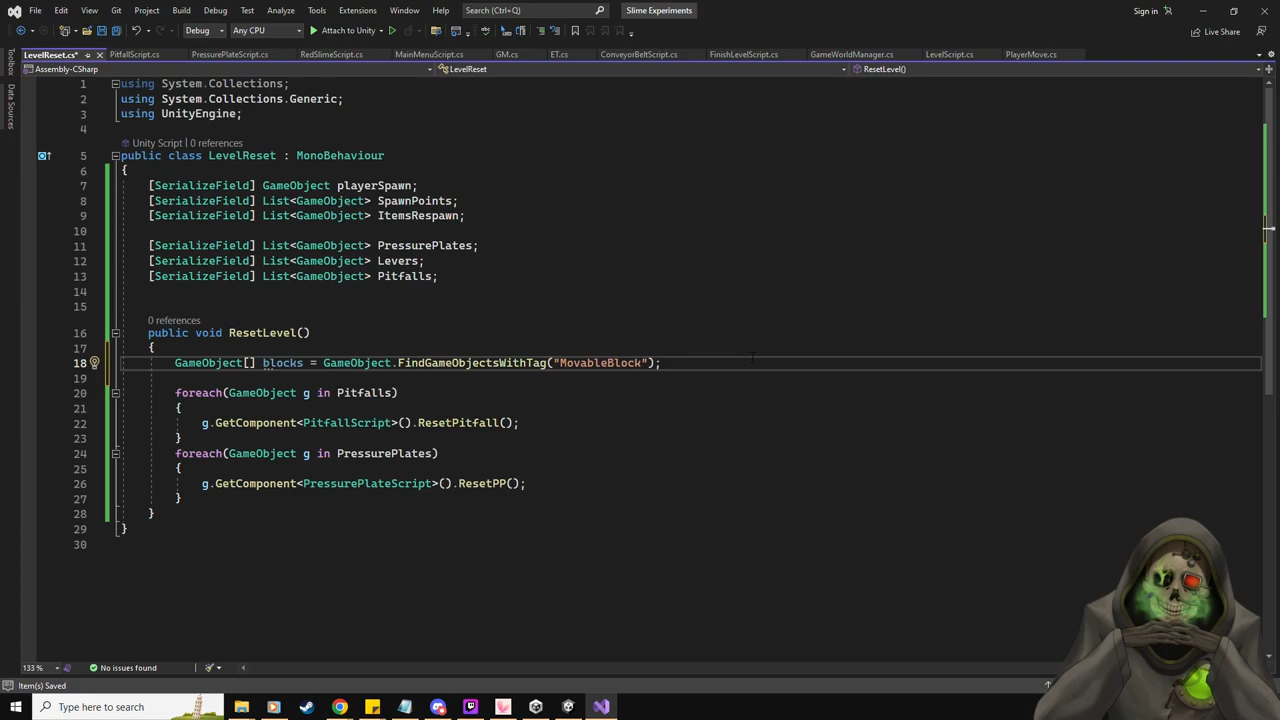 File Edit View Git Project Build Debug Test Analyze Tools Extensions Window Help Search (Ctrl+Q) Slime Experiments Sign in
Debug Any CPU Attach to Unity Live Share
LevelReset.cs* PitfallScript.cs PressurePlateScript.cs RedSlimeScript.cs MainMenuScript.cs GM.cs ET.cs ConveyorBeltScript.cs FinishLevelScript.cs GameWorldManager.cs LevelScript.cs PlayerMove.cs
Assembly-CSharp LevelReset ResetLevel()
Toolbox
Data Sources
1 using System.Collections;
2 using System.Collections.Generic;
3 using UnityEngine;
4
Unity Script | 0 references
5 public class LevelReset : MonoBehaviour
6 {
7 [SerializeField] GameObject playerSpawn;
8 [SerializeField] List<GameObject> SpawnPoints;
9 [SerializeField] List<GameObject> ItemsRespawn;
10
11 [SerializeField] List<GameObject> PressurePlates;
12 [SerializeField] List<GameObject> Levers;
13 [SerializeField] List<GameObject> Pitfalls;
14
15
0 references
16 public void ResetLevel()
17 {
18 GameObject[] blocks = GameObject.FindGameObjectsWithTag("MovableBlock");
19
20 foreach(GameObject g in Pitfalls)
21 {
22 g.GetComponent<PitfallScript>().ResetPitfall();
23 }
24 foreach(GameObject g in PressurePlates)
25 {
26 g.GetComponent<PressurePlateScript>().ResetPP();
27 }
28 }
29 }
30
133 % No issues found
Item(s) Saved
Type here to search